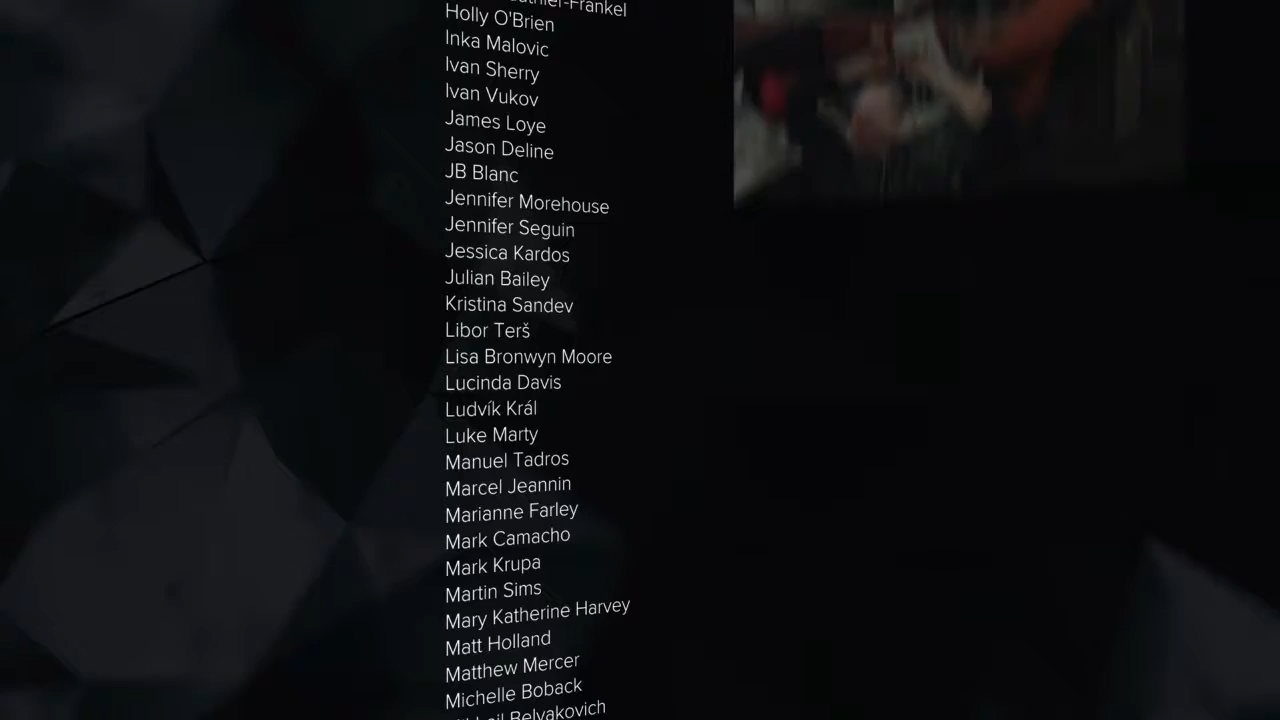 Holly O'Brien
Inka Malovic
Ivan Sherry
Ivan Vukov
James Loye
Jason Deline
JB Blanc
Jennifer Morehouse
Jennifer Seguin
Jessica Kardos
Julian Bailey
Kristina Sandev
Libor Terš
Lisa Bronwyn Moore
Lucinda Davis
Ludvík Král
Luke Marty
Manuel Tadros
Marcel Jeannin
Marianne Farley
Mark Camacho
Mark Krupa
Martin Sims
Mary Katherine Harvey
Matt Holland
Matthew Mercer
Michelle Boback
Belyakovich